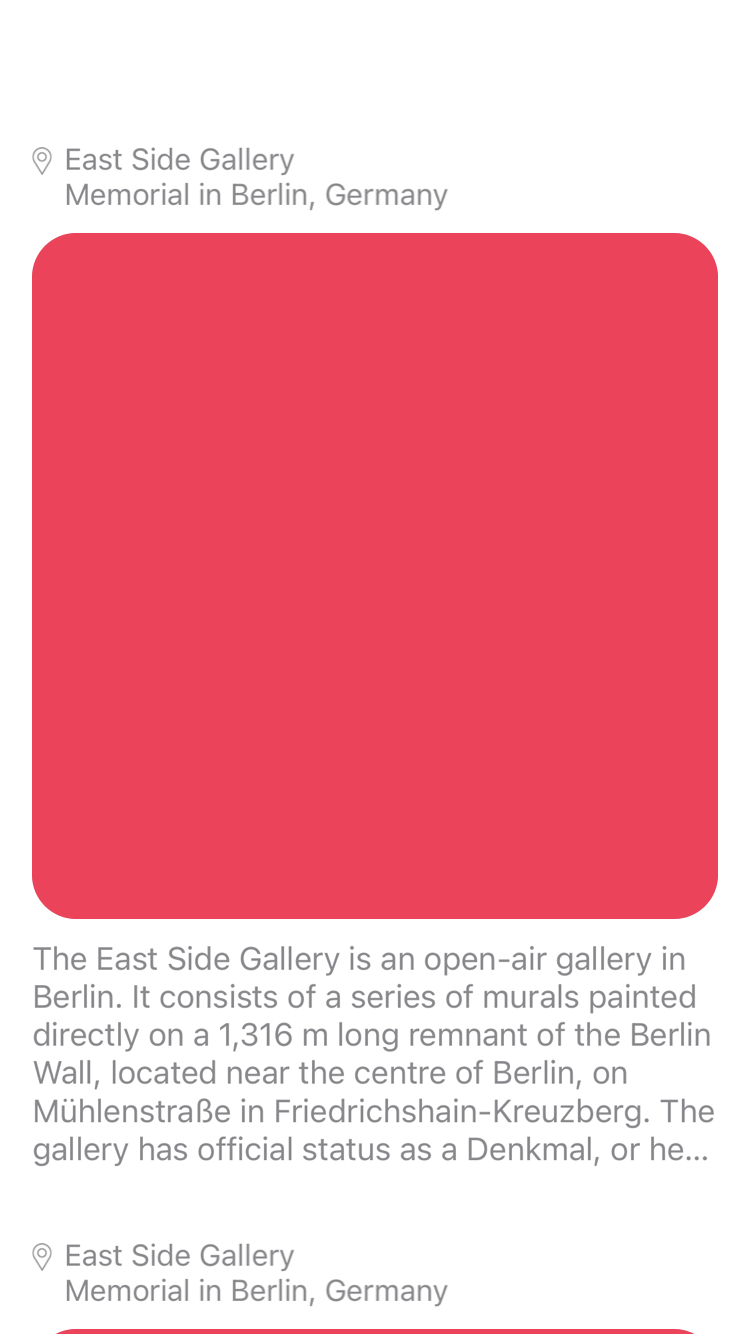 East Side Gallery
Memorial in Berlin, Germany
The East Side Gallery is an open-air gallery in
Berlin. It consists of a series of murals painted
directly on a 1,316 m long remnant of the Berlin
Wall, located near the centre of Berlin, on
Mühlenstraße in Friedrichshain-Kreuzberg. The
gallery has official status as a Denkmal, or he...
East Side Gallery
Memorial in Berlin, Germany